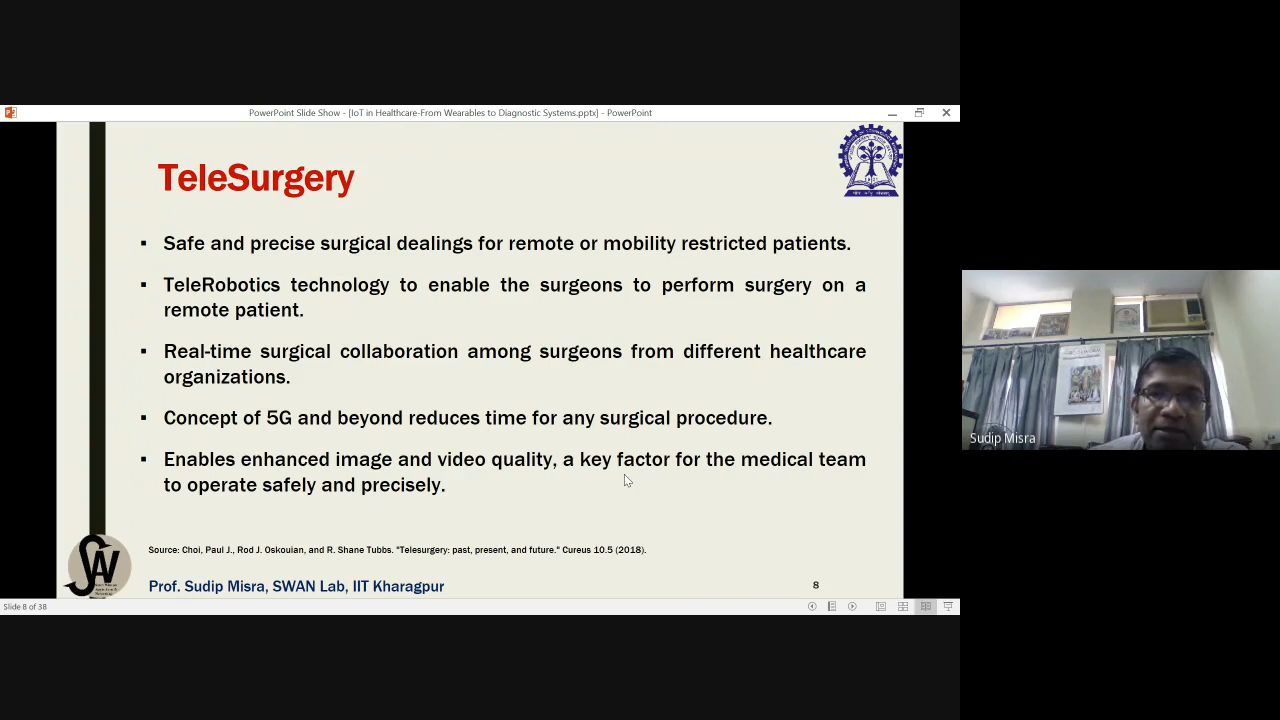 PowerPoint Slide Show - [IoT in Healthcare-From Wearables to Diagnostic Systems.pptx] - PowerPoint
TeleSurgery
▪ Safe and precise surgical dealings for remote or mobility restricted patients.
▪ TeleRobotics technology to enable the surgeons to perform surgery on a
remote patient.
▪ Real-time surgical collaboration among surgeons from different healthcare
organizations.
▪ Concept of 5G and beyond reduces time for any surgical procedure.
▪ Enables enhanced image and video quality, a key factor for the medical team
to operate safely and precisely.
Source: Choi, Paul J., Rod J. Oskouian, and R. Shane Tubbs. "Telesurgery: past, present, and future." Cureus 10.5 (2018).
SWAN
Prof. Sudip Misra, SWAN Lab, IIT Kharagpur
8
Slide 8 of 38
Sudip Misra